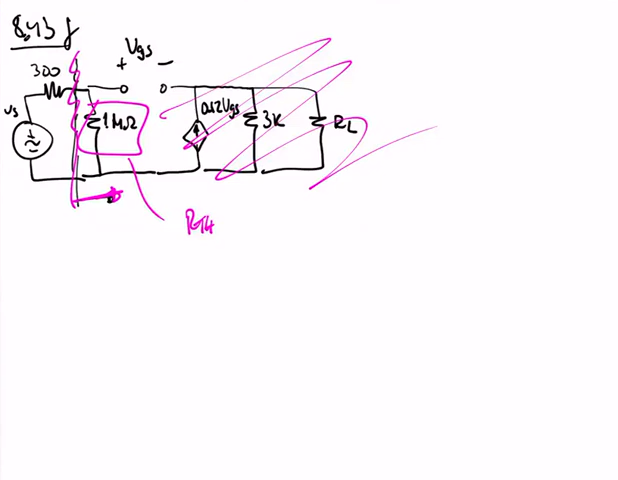 8.43 f
Vgs
+ −
300
Vs
1MΩ
0.12Vgs
3K
RL
RTH